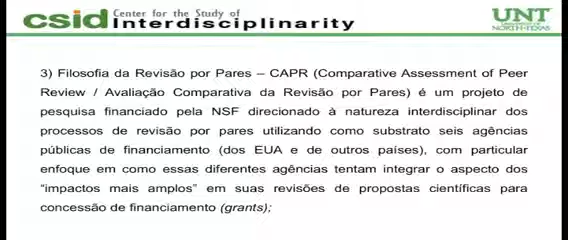 csid Center for the Study of
Interdisciplinarity
UNT
UNIVERSITY OF
NORTH TEXAS
3) Filosofia da Revisão por Pares – CAPR (Comparative Assessment of Peer
Review / Avaliação Comparativa da Revisão por Pares) é um projeto de
pesquisa financiado pela NSF direcionado à natureza interdisciplinar dos
processos de revisão por pares utilizando como substrato seis agências
públicas de financiamento (dos EUA e de outros países), com particular
enfoque em como essas diferentes agências tentam integrar o aspecto dos
“impactos mais amplos” em suas revisões de propostas científicas para
concessão de financiamento (grants);